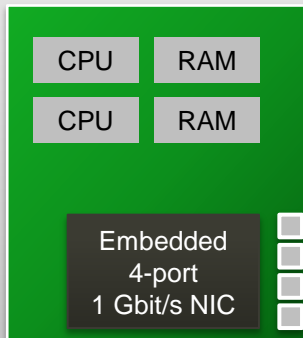 CPU RAM
CPU RAM
Embedded
4-port
1 Gbit/s NIC